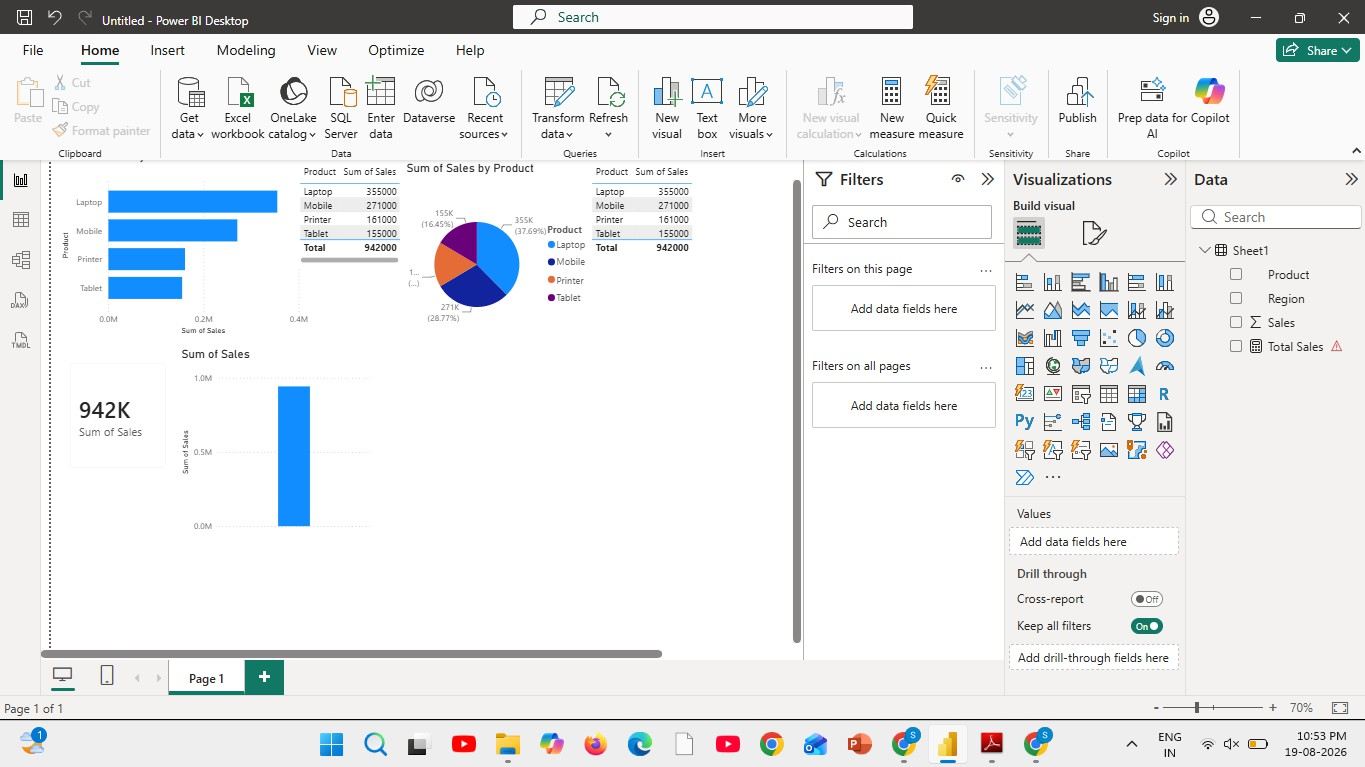 Untitled - Power BI Desktop
Search
Sign in
File
Home
Insert
Modeling
View
Optimize
Help
Share
Paste
Cut
Copy
Format painter
Clipboard
Get data
Excel workbook
OneLake catalog
SQL Server
Enter data
Dataverse
Recent sources
Data
Transform data
Refresh
Queries
New visual
Text box
More visuals
Insert
New visual calculation
New measure
Quick measure
Calculations
Sensitivity
Sensitivity
Publish
Share
Prep data for AI
Copilot
Copilot
DAX
TMDL
Product
Laptop
Mobile
Printer
Tablet
0.0M
0.2M
0.4M
Sum of Sales
Product Sum of Sales
Laptop 355000
Mobile 271000
Printer 161000
Tablet 155000
Total 942000
Sum of Sales by Product
155K
(16.45%)
355K
(37.69%)
1...
(...)
271K
(28.77%)
Product
Laptop
Mobile
Printer
Tablet
Product Sum of Sales
Laptop 355000
Mobile 271000
Printer 161000
Tablet 155000
Total 942000
942K
Sum of Sales
Sum of Sales
Sum of Sales
1.0M
0.5M
0.0M
Filters
Search
Filters on this page
...
Add data fields here
Filters on all pages
...
Add data fields here
Visualizations
Build visual
123
R
Py
...
Values
Add data fields here
Drill through
Cross-report
Off
Keep all filters
On
Add drill-through fields here
Data
Search
Sheet1
Product
Region
Sales
Total Sales
Page 1
Page 1 of 1
- + 70%
1
S
S
ENG
IN
10:53 PM
19-08-2026